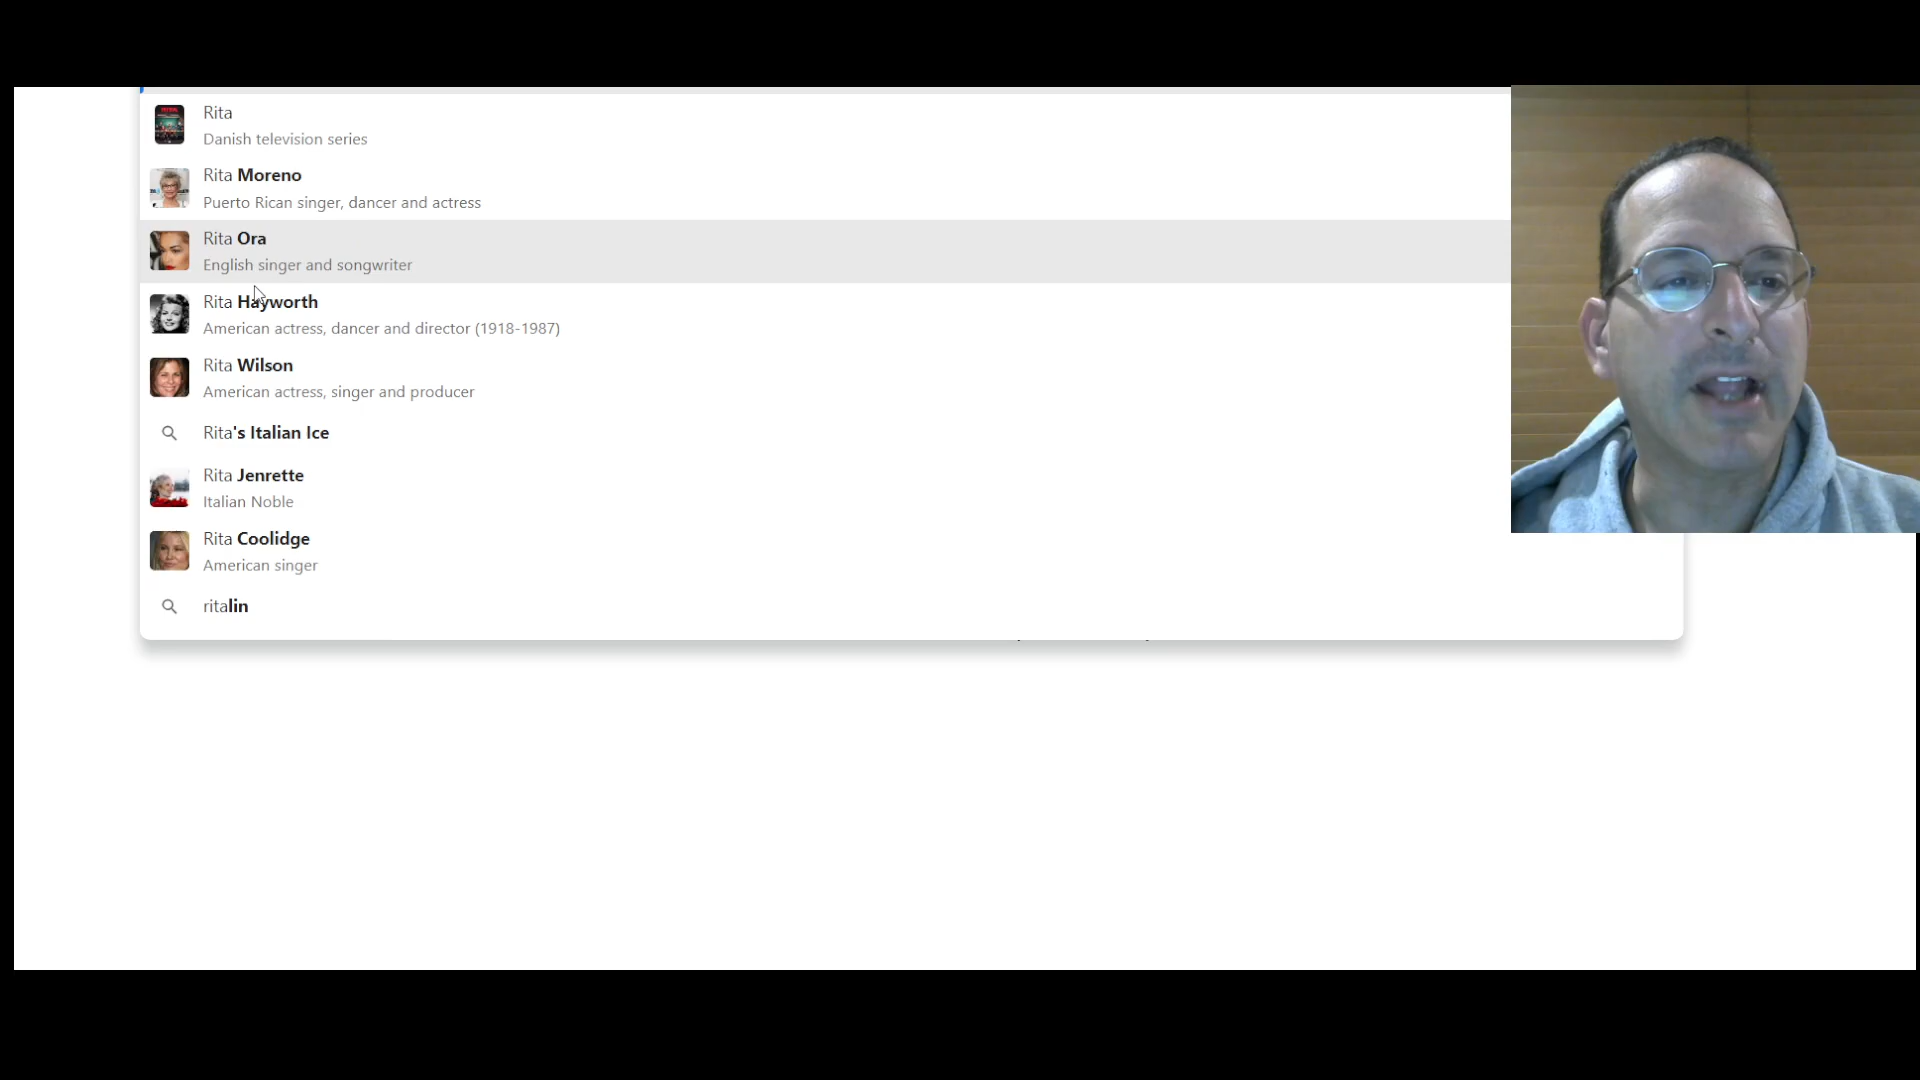 Rita
Danish television series
Rita Moreno
Puerto Rican singer, dancer and actress
Rita Ora
English singer and songwriter
Rita Hayworth
American actress, dancer and director (1918-1987)
Rita Wilson
American actress, singer and producer
Rita's Italian Ice
Rita Jenrette
Italian Noble
Rita Coolidge
American singer
ritalin